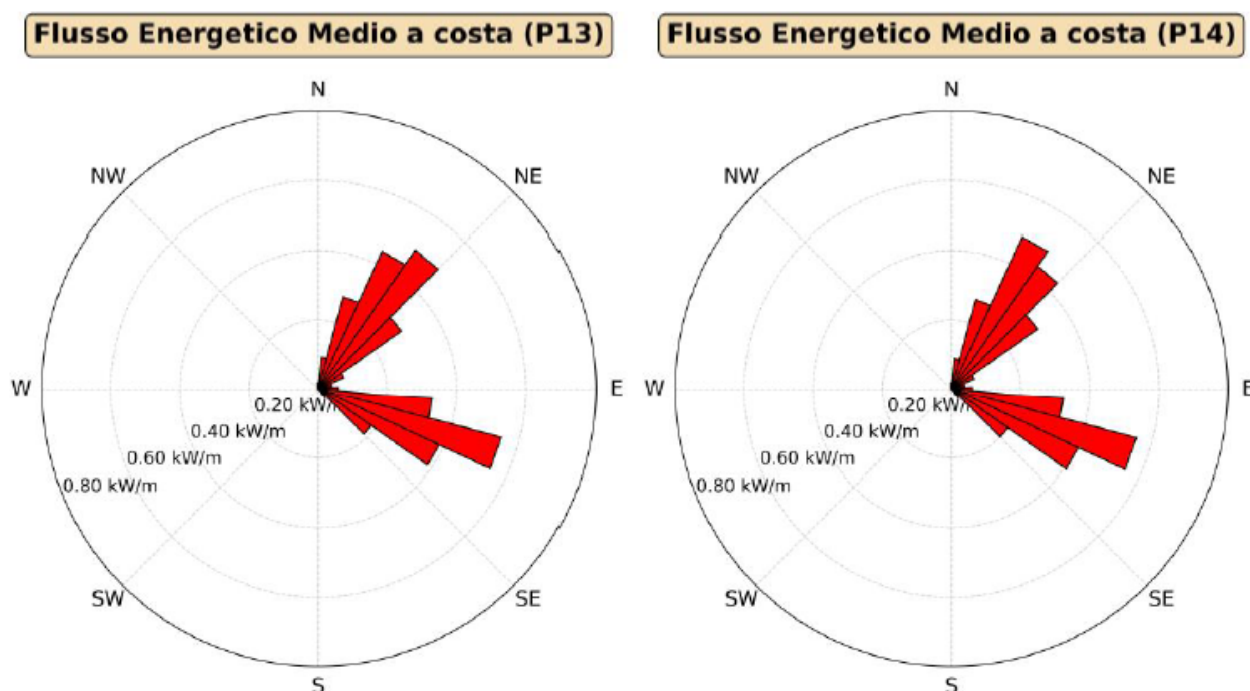 Flusso Energetico Medio a costa (P13)
N
NW
NE
W
E
0.20 kW/m
0.40 kW/m
0.60 kW/m
0.80 kW/m
SW
SE
S
Flusso Energetico Medio a costa (P14)
N
NW
NE
W
E
0.20 kW/m
0.40 kW/m
0.60 kW/m
0.80 kW/m
SW
SE
S